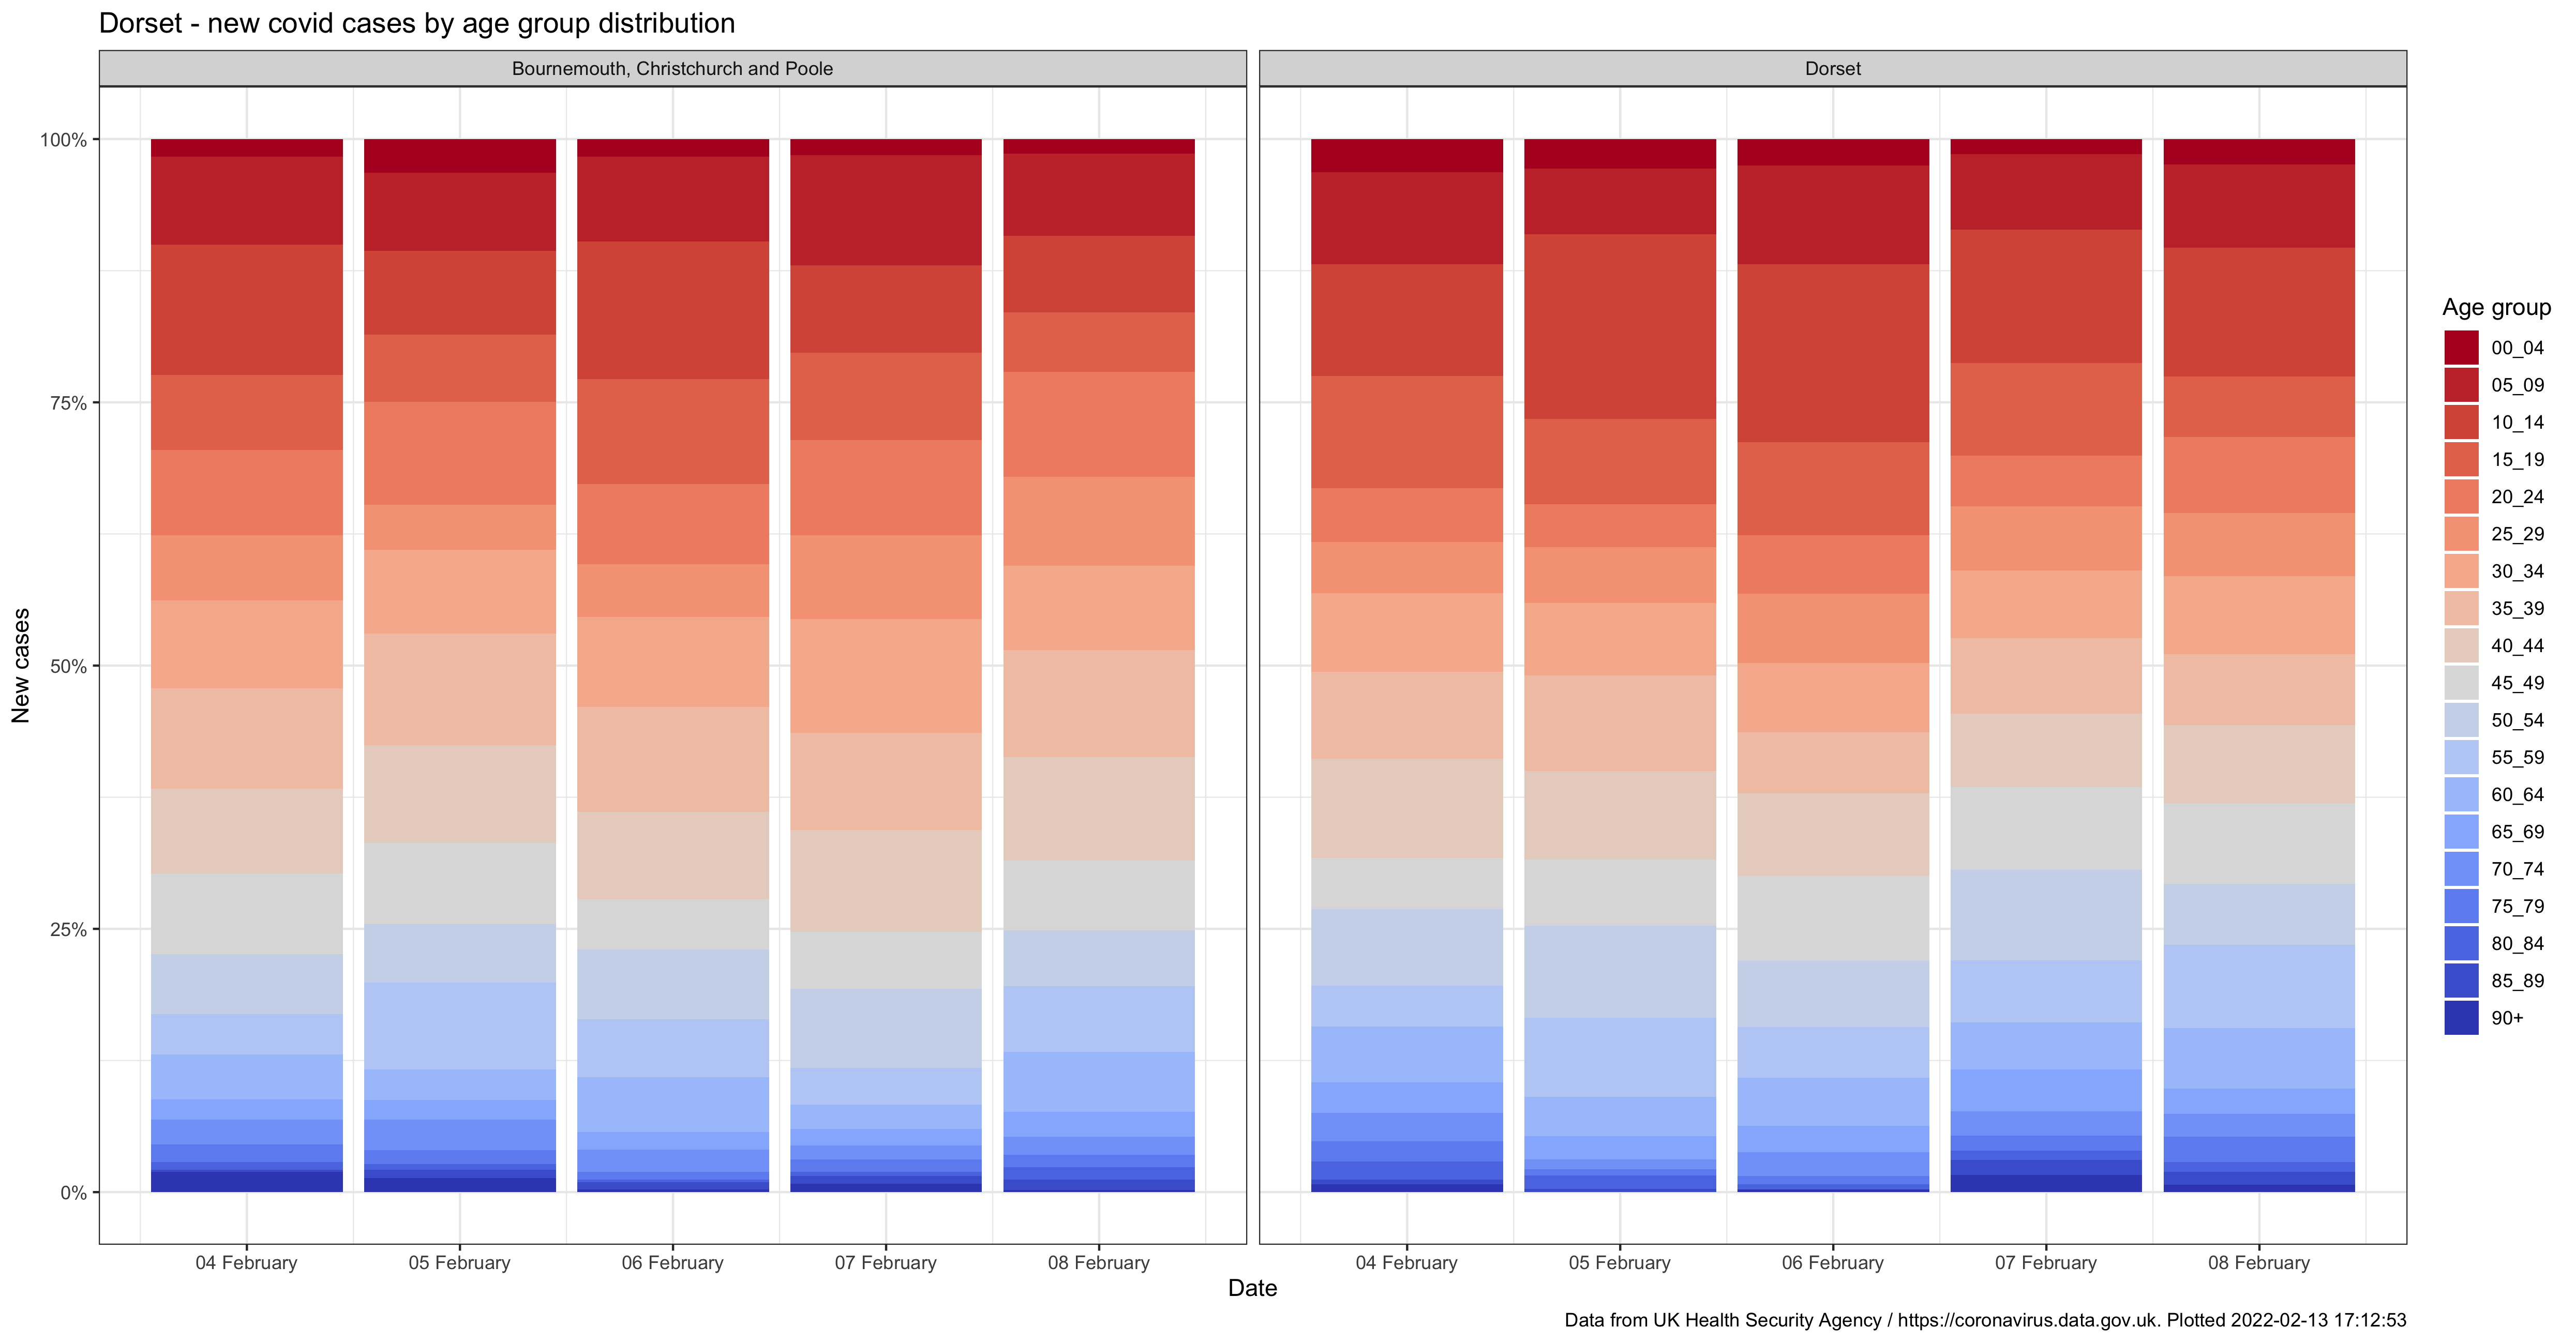 Dorset - new covid cases by age group distribution
Bournemouth, Christchurch and Poole
Dorset
100%
75%
50%
25%
0%
New cases
04 February
05 February
06 February
07 February
08 February
04 February
05 February
06 February
07 February
08 February
Date
Age group
00_04
05_09
10_14
15_19
20_24
25_29
30_34
35_39
40_44
45_49
50_54
55_59
60_64
65_69
70_74
75_79
80_84
85_89
90+
Data from UK Health Security Agency / https://coronavirus.data.gov.uk. Plotted 2022-02-13 17:12:53